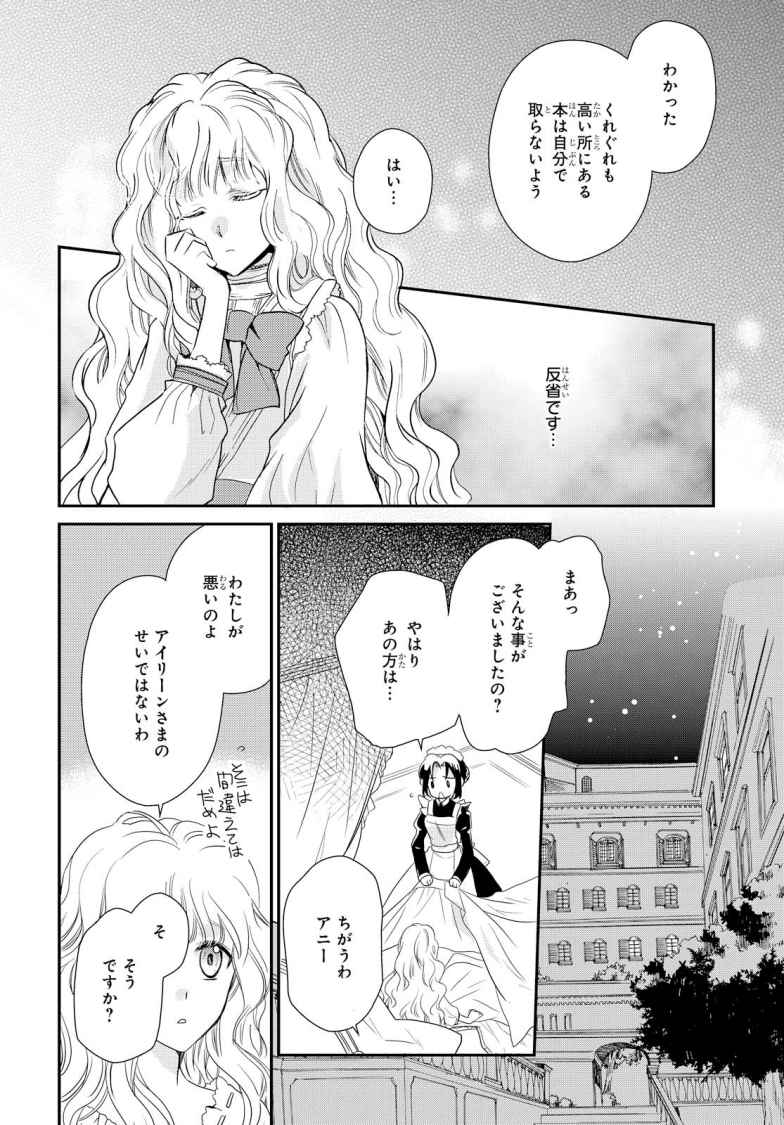 わかった
くれぐれも
高い所にある
本は自分で
取らないよう
はい…
反省です…
まあっ
そんな事が
ございましたの?
やはり
あの方は…
ちがうわ
アニー
わたしが
悪いのよ
アイリーンさまの
せいではないわ
そこは
間違えては
だめよ
そ
そう
ですか?